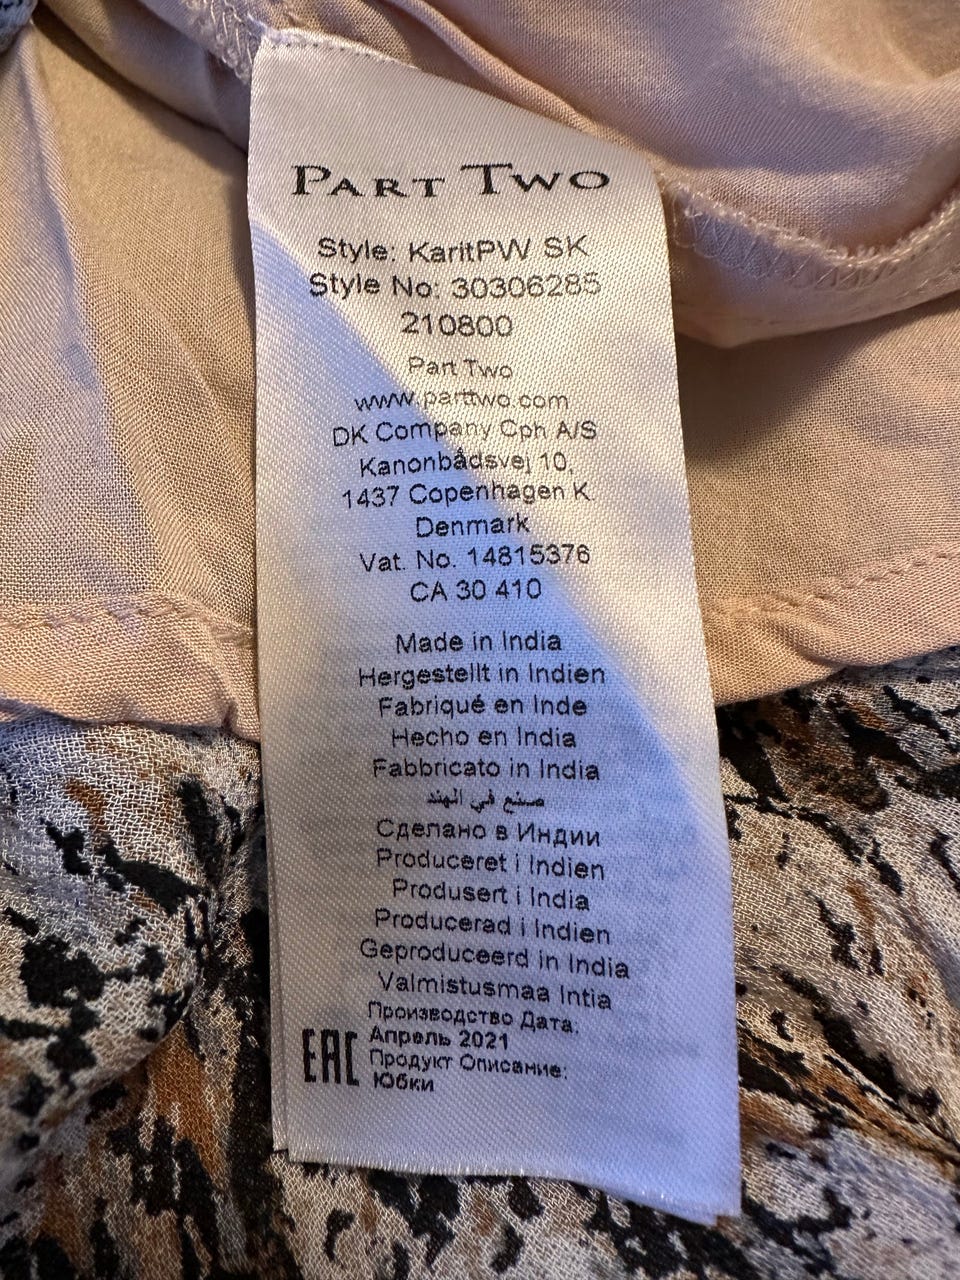 PART TWO
Style: KaritPW SK
Style No: 30306285
210800
Part Two
www.parttwo.com
DK Company Cph A/S
Kanonbådsvej 10,
1437 Copenhagen K
Denmark
Vat. No. 14815376
CA 30 410
Made in India
Hergestellt in Indien
Fabriqué en Inde
Hecho en India
Fabbricato in India
صنع في الهند
Сделано в Индии
Produceret i Indien
Produsert i India
Producerad i Indien
Geproduceerd in India
Valmistusmaa Intia
Производство Дата:
Апрель 2021
EAC
Продукт Описание:
Юбки